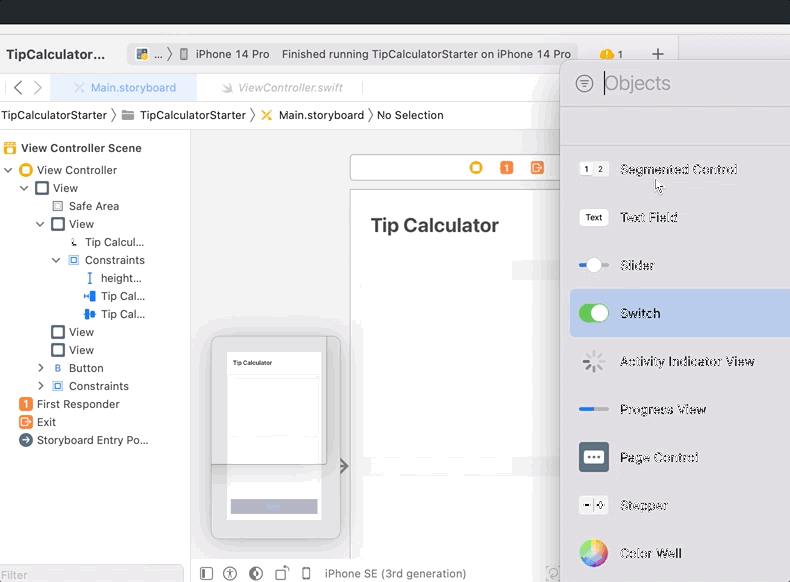 TipCalculator...
... iPhone 14 Pro Finished running TipCalculatorStarter on iPhone 14 Pro 1
Main.storyboard ViewController.swift
TipCalculatorStarter TipCalculatorStarter Main.storyboard No Selection
View Controller Scene
View Controller
View
Safe Area
View
Tip Calcul...
Constraints
height...
Tip Cal...
Tip Cal...
View
View
B Button
Constraints
1 First Responder
Exit
Storyboard Entry Po...
Filter
1
Tip Calculator
Tip Calculator
iPhone SE (3rd generation)
Objects
1 2 Segmented Control
Text Text Field
Slider
Switch
Activity Indicator View
Progress View
Page Control
Stepper
Color Well